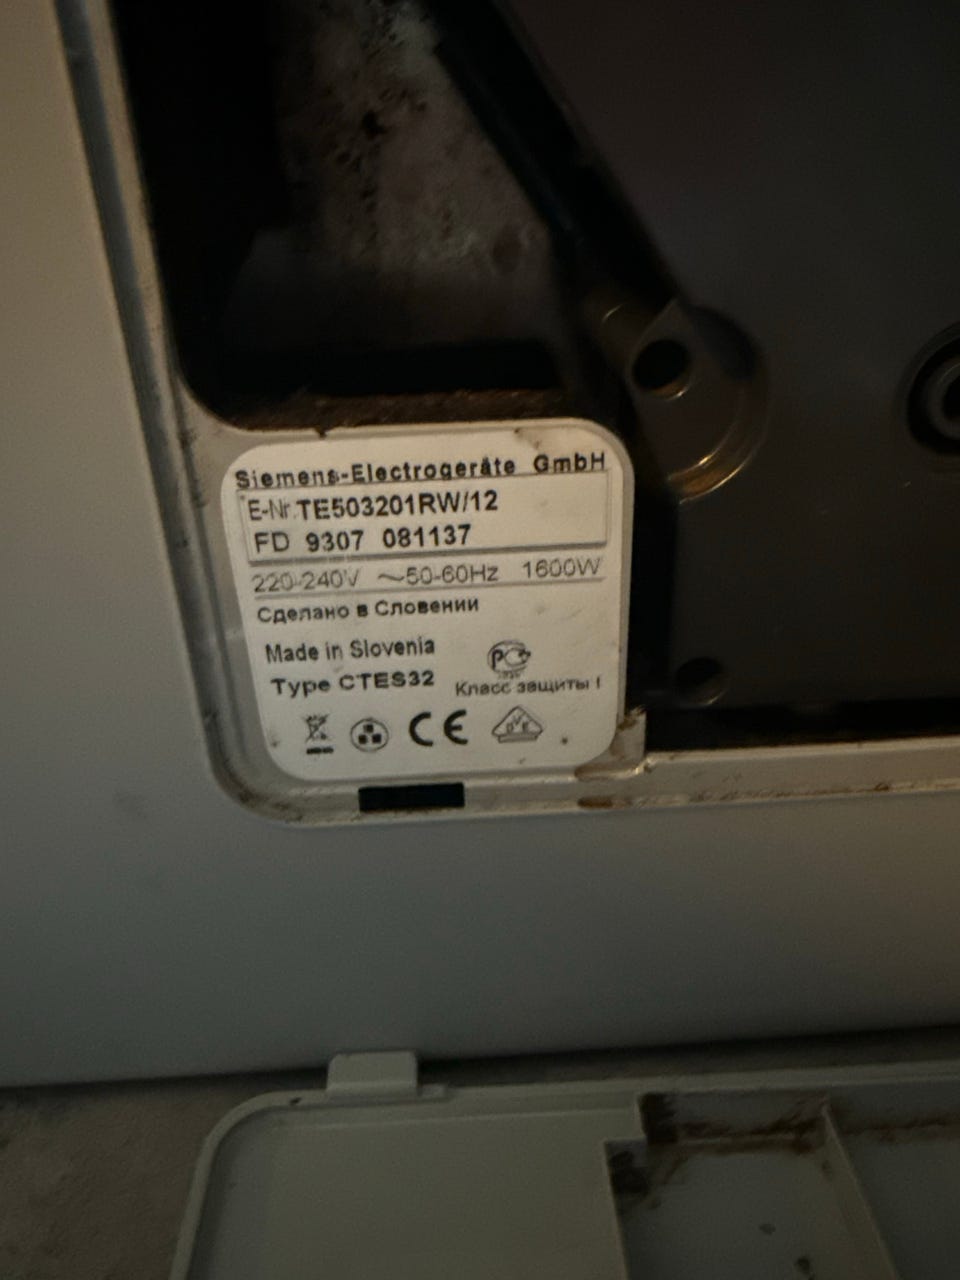 Siemens-Electrogeräte GmbH
E-Nr. TE503201RW/12
FD 9307 081137
220-240V ~50-60Hz 1600W
Сделано в Словении
Made in Slovenia
Type CTES32
Класс защиты I
CE
DVE